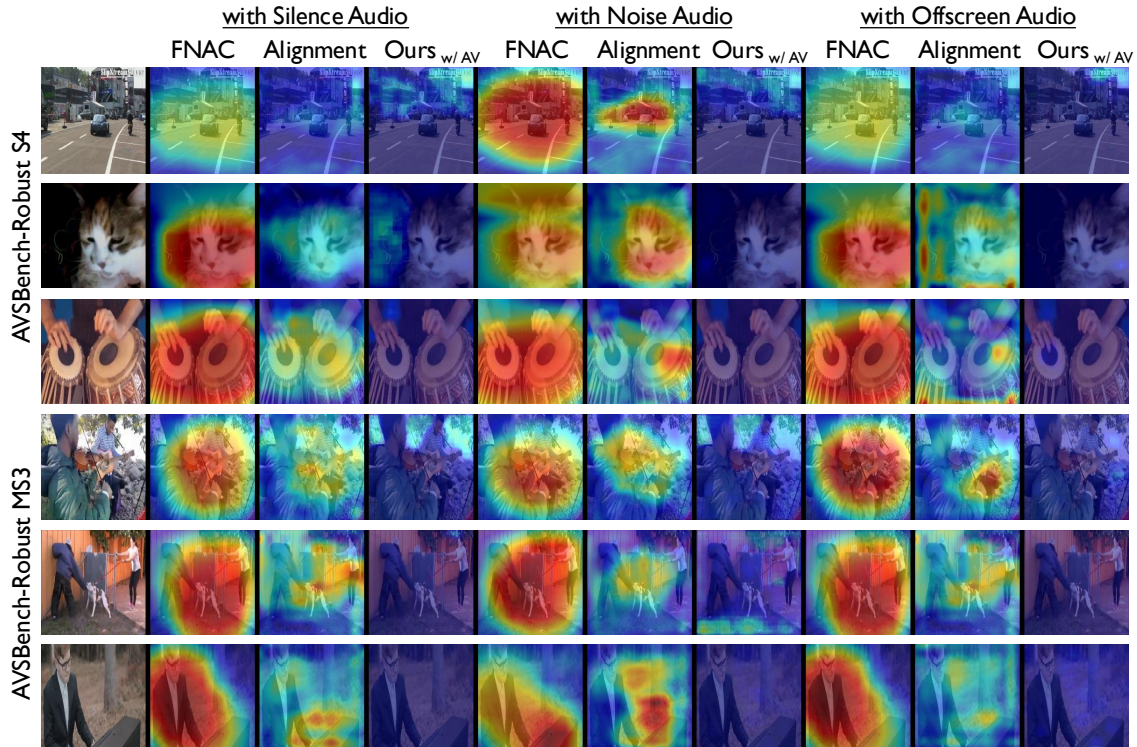 with Silence Audio with Noise Audio with Offscreen Audio
FNAC Alignment Ours w/ AV FNAC Alignment Ours w/ AV FNAC Alignment Ours w/ AV
AVSBench-Robust S4
AVSBench-Robust MS3